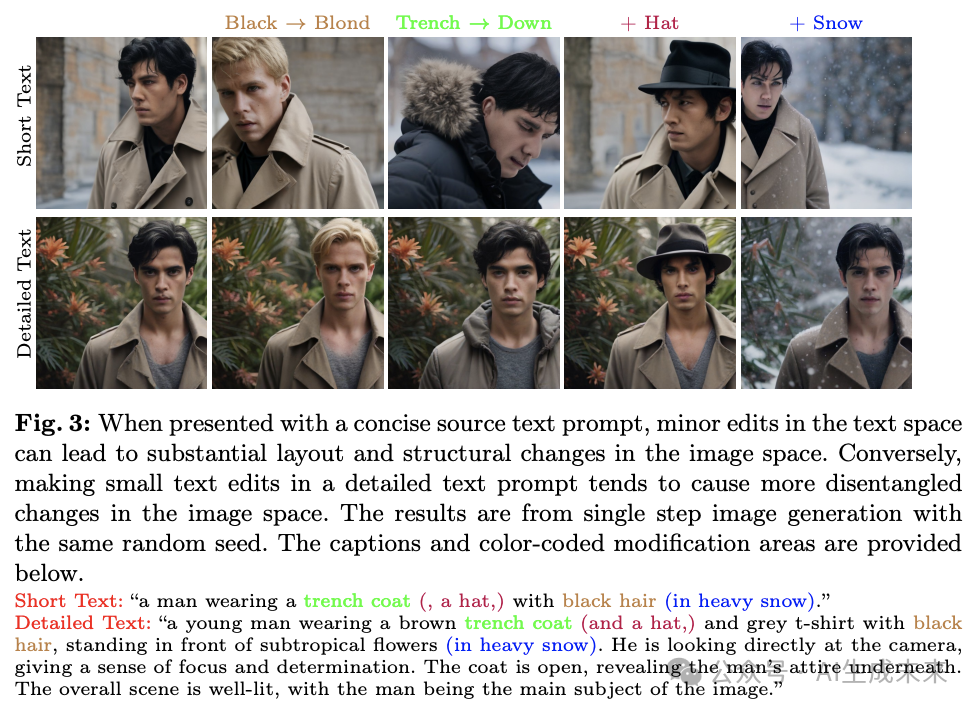 Black → Blond
Trench → Down
+ Hat
+ Snow
Short Text
Detailed Text
Fig. 3: When presented with a concise source text prompt, minor edits in the text space
can lead to substantial layout and structural changes in the image space. Conversely,
making small text edits in a detailed text prompt tends to cause more disentangled
changes in the image space. The results are from single step image generation with
the same random seed. The captions and color-coded modification areas are provided
below.
Short Text: “a man wearing a trench coat (, a hat,) with black hair (in heavy snow).”
Detailed Text: “a young man wearing a brown trench coat (and a hat,) and grey t-shirt with black
hair, standing in front of subtropical flowers (in heavy snow). He is looking directly at the camera,
giving a sense of focus and determination. The coat is open, revealing the man’s attire underneath.
The overall scene is well-lit, with the man being the main subject of the image.”
公众号 · AI生成未来